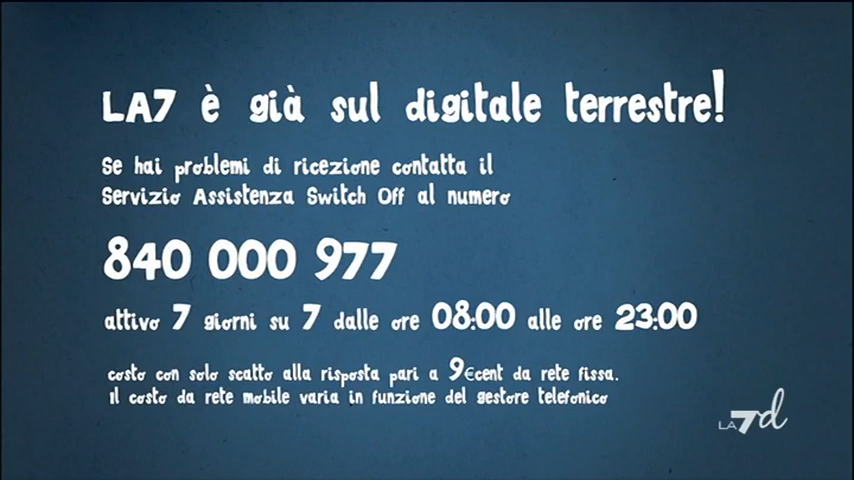 LA7 è già sul digitale terrestre!
Se hai problemi di ricezione contatta il
Servizio Assistenza Switch Off al numero
840 000 977
attivo 7 giorni su 7 dalle ore 08:00 alle ore 23:00
costo con solo scatto alla risposta pari a 9€cent da rete fissa.
Il costo da rete mobile varia in funzione del gestore telefonico
LA7d